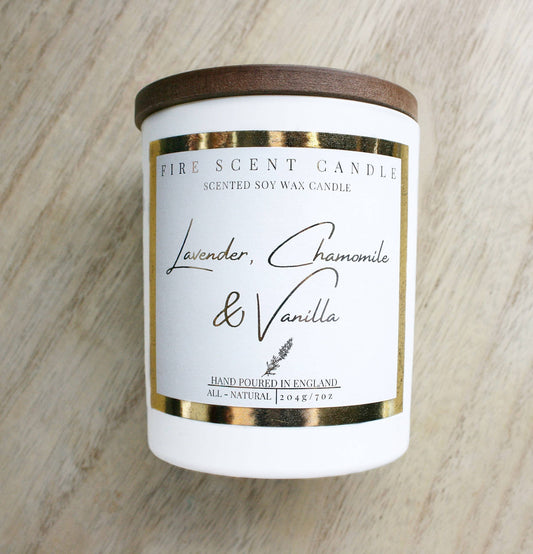 FIRE SCENT CANDLE
SCENTED SOY WAX CANDLE
Lavender, Chamomile
& Vanilla
HAND POURED IN ENGLAND
ALL - NATURAL | 204g/7oz